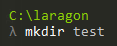 C:\laragon
λ mkdir test